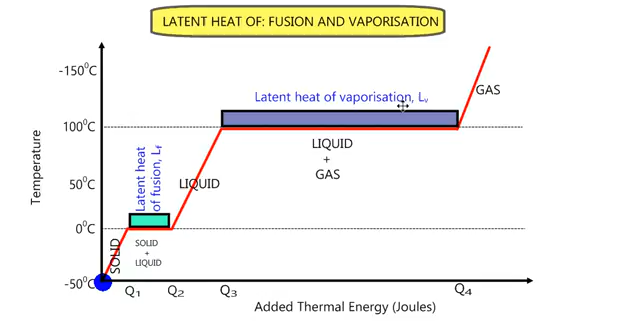 LATENT HEAT OF: FUSION AND VAPORISATION
-150⁰C
Latent heat of vaporisation, Lᵥ
GAS
100⁰C
LIQUID
+
GAS
Temperature
Latent heat
of fusion, Lf
50⁰C
LIQUID
0⁰C
SOLID
SOLID
+
LIQUID
-50⁰C
Q1
Q2
Q3
Q4
Added Thermal Energy (Joules)